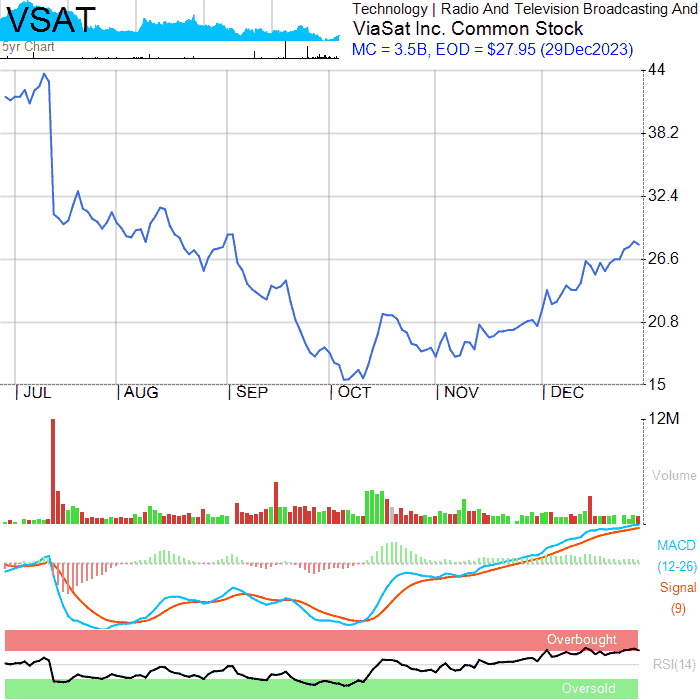 VSAT
5yr Chart
Technology | Radio And Television Broadcasting And
ViaSat Inc. Common Stock
MC = 3.5B, EOD = $27.95 (29Dec2023)
44
38.2
32.4
26.6
20.8
15
JUL AUG SEP OCT NOV DEC
12M
Volume
MACD
(12-26)
Signal
(9)
Overbought
RSI(14)
Oversold